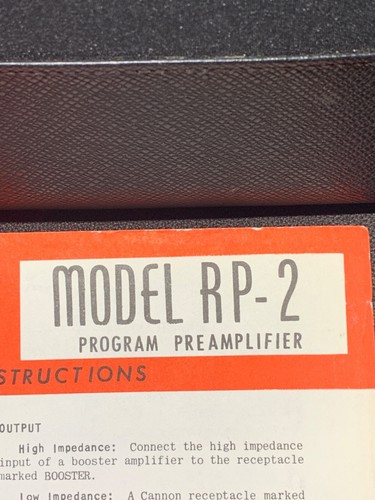 MODEL RP-2
PROGRAM PREAMPLIFIER
STRUCTIONS
OUTPUT
High Impedance: Connect the high impedance
input of a booster amplifier to the receptacle
marked BOOSTER.
Low Impedance: A Cannon receptacle marked